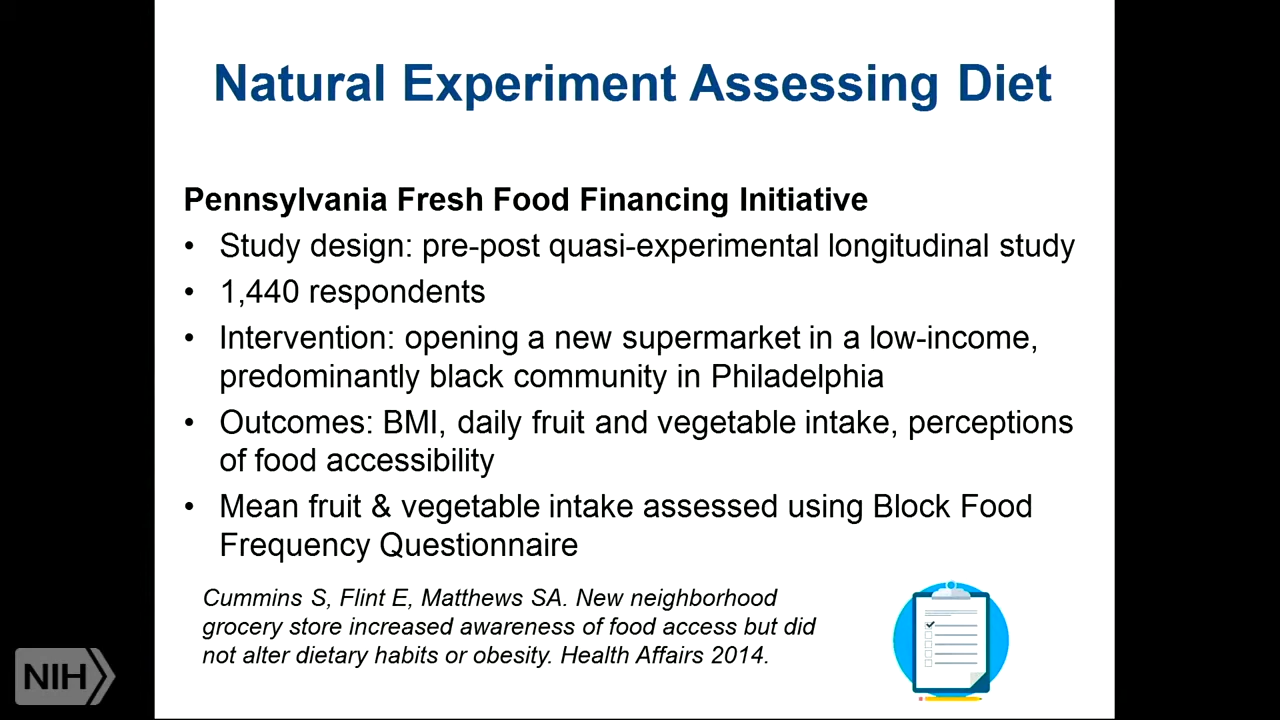 Natural Experiment Assessing Diet
Pennsylvania Fresh Food Financing Initiative
• Study design: pre-post quasi-experimental longitudinal study
• 1,440 respondents
• Intervention: opening a new supermarket in a low-income,
predominantly black community in Philadelphia
• Outcomes: BMI, daily fruit and vegetable intake, perceptions
of food accessibility
• Mean fruit & vegetable intake assessed using Block Food
Frequency Questionnaire
Cummins S, Flint E, Matthews SA. New neighborhood
grocery store increased awareness of food access but did
not alter dietary habits or obesity. Health Affairs 2014.
NIH